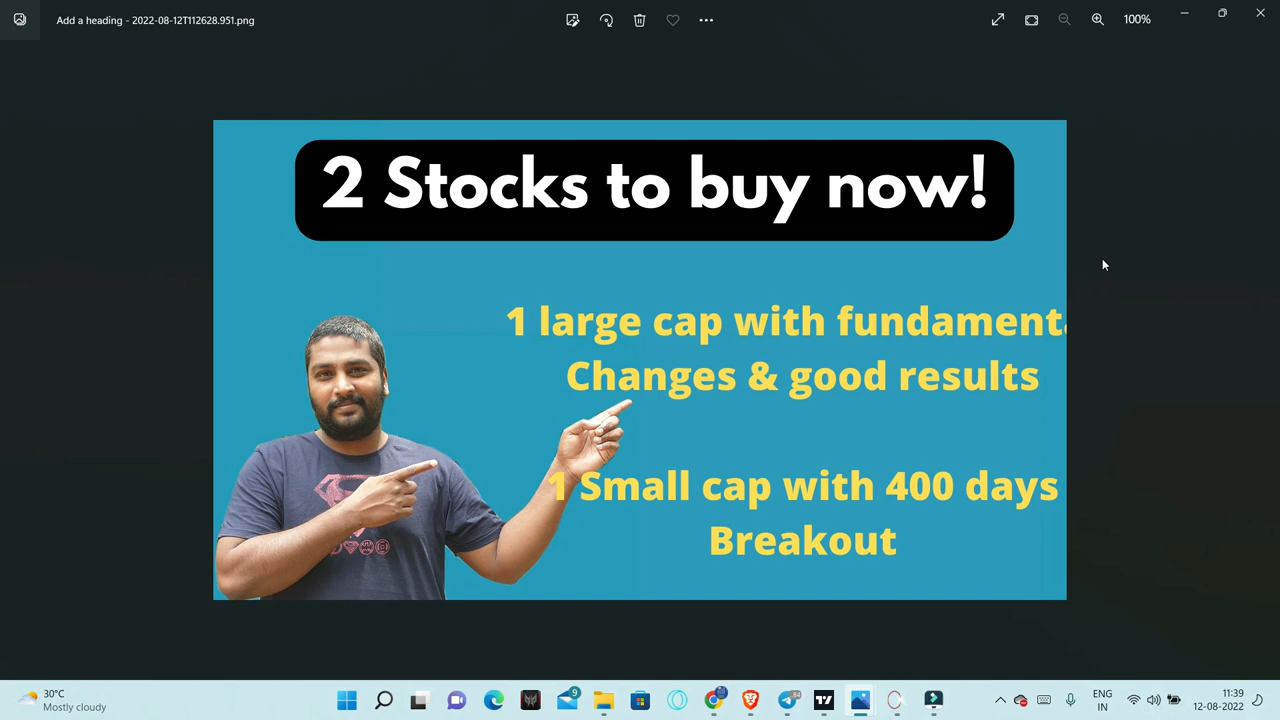 Add a heading - 2022-08-12T112628.951.png
100%
2 Stocks to buy now!
1 large cap with fundament
Changes & good results
1 Small cap with 400 days
Breakout
30°C
Mostly cloudy
9
84
ENG
IN
11:39
12-08-2022